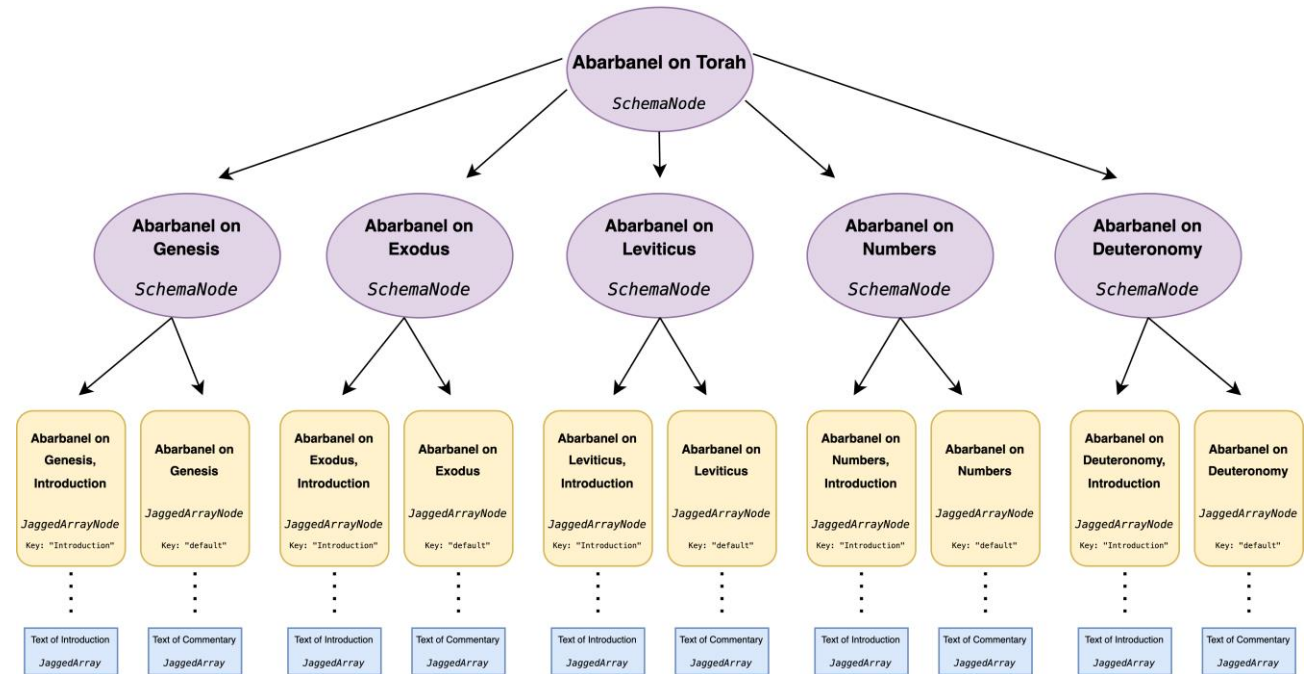 Abarbanel on Torah
SchemaNode
Abarbanel on
Genesis
SchemaNode
Abarbanel on
Exodus
SchemaNode
Abarbanel on
Leviticus
SchemaNode
Abarbanel on
Numbers
SchemaNode
Abarbanel on
Deuteronomy
SchemaNode
Abarbanel on
Genesis,
Introduction
JaggedArrayNode
Key: "Introduction"
Abarbanel on
Genesis
JaggedArrayNode
Key: "default"
Abarbanel on
Exodus,
Introduction
JaggedArrayNode
Key: "Introduction"
Abarbanel on
Exodus
JaggedArrayNode
Key: "default"
Abarbanel on
Leviticus,
Introduction
JaggedArrayNode
Key: "Introduction"
Abarbanel on
Leviticus
JaggedArrayNode
Key: "default"
Abarbanel on
Numbers,
Introduction
JaggedArrayNode
Key: "Introduction"
Abarbanel on
Numbers
JaggedArrayNode
Key: "default"
Abarbanel on
Deuteronomy,
Introduction
JaggedArrayNode
Key: "Introduction"
Abarbanel on
Deuteronomy
JaggedArrayNode
Key: "default"
Text of Introduction
JaggedArray
Text of Commentary
JaggedArray
Text of Introduction
JaggedArray
Text of Commentary
JaggedArray
Text of Introduction
JaggedArray
Text of Commentary
JaggedArray
Text of Introduction
JaggedArray
Text of Commentary
JaggedArray
Text of Introduction
JaggedArray
Text of Commentary
JaggedArray